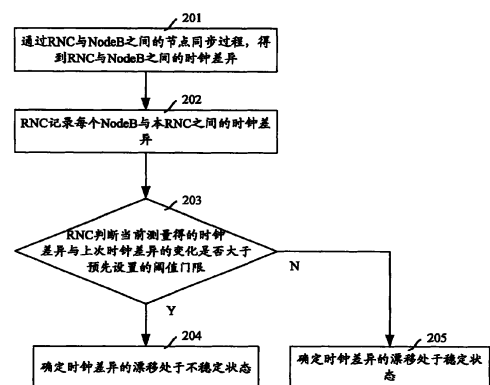 201
通过RNC与NodeB之间的节点同步过程，得
到RNC与NodeB之间的时钟差异
202
RNC记录每个NodeB与本RNC之间的时钟差
异
203
RNC判断当前测量得的时钟
差异与上次时钟差异的变化是否大于
预先设置的阈值门限
N
Y
204
确定时钟差异的漂移处于不稳定状态
205
确定时钟差异的漂移处于稳定状
态